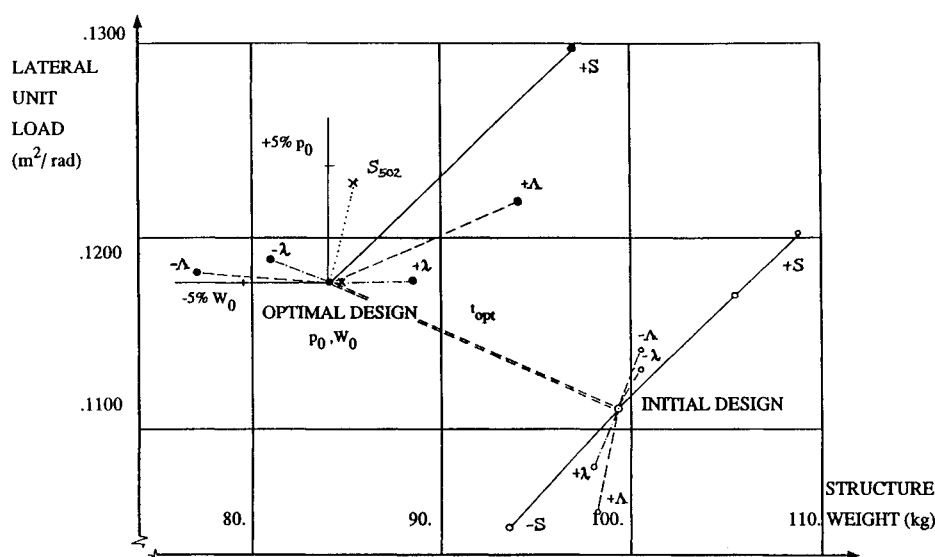 .1300
LATERAL
UNIT
LOAD
(m²/ rad)
+S
+5% p₀
S₅₀₂
+Λ
.1200
-λ
-Λ
+λ
+S
-5% W₀
OPTIMAL DESIGN
p₀ , W₀
t_opt
-Λ
-λ
.1100
INITIAL DESIGN
+λ
+Λ
-S
80.
90.
100.
110.
STRUCTURE
WEIGHT (kg)